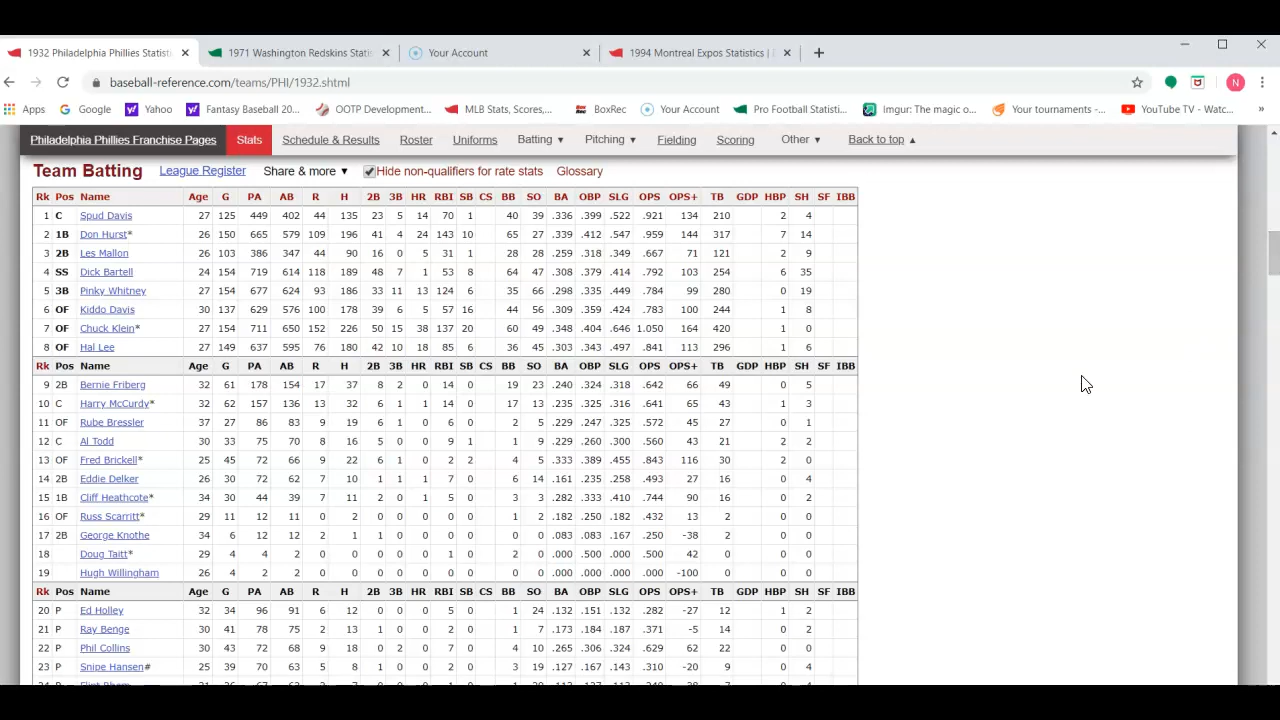 1932 Philadelphia Phillies Statisti × 1971 Washington Redskins Stati × Your Account × 1994 Montreal Expos Statistics | × +
baseball-reference.com/teams/PHI/1932.shtml N
Apps Google Yahoo Fantasy Baseball 20... OOTP Development... MLB Stats, Scores,... BoxRec Your Account Pro Football Statisti... Imgur: The magic o... Your tournaments -... YouTube TV - Watc... »
Philadelphia Phillies Franchise Pages Stats Schedule & Results Roster Uniforms Batting ▼ Pitching ▼ Fielding Scoring Other ▼ Back to top ▲
Team Batting League Register Share & more ▼ Hide non-qualifiers for rate stats Glossary
Rk Pos Name Age G PA AB R H 2B 3B HR RBI SB CS BB SO BA OBP SLG OPS OPS+ TB GDP HBP SH SF IBB
1 C Spud Davis 27 125 449 402 44 135 23 5 14 70 1 40 39 .336 .399 .522 .921 134 210 2 4
2 1B Don Hurst* 26 150 665 579 109 196 41 4 24 143 10 65 27 .339 .412 .547 .959 144 317 7 14
3 2B Les Mallon 26 103 386 347 44 90 16 0 5 31 1 28 28 .259 .318 .349 .667 71 121 2 9
4 SS Dick Bartell 24 154 719 614 118 189 48 7 1 53 8 64 47 .308 .379 .414 .792 103 254 6 35
5 3B Pinky Whitney 27 154 677 624 93 186 33 11 13 124 6 35 66 .298 .335 .449 .784 99 280 0 19
6 OF Kiddo Davis 30 137 629 576 100 178 39 6 5 57 16 44 56 .309 .359 .424 .783 100 244 1 8
7 OF Chuck Klein* 27 154 711 650 152 226 50 15 38 137 20 60 49 .348 .404 .646 1.050 164 420 1 0
8 OF Hal Lee 27 149 637 595 76 180 42 10 18 85 6 36 45 .303 .343 .497 .841 113 296 1 6
Rk Pos Name Age G PA AB R H 2B 3B HR RBI SB CS BB SO BA OBP SLG OPS OPS+ TB GDP HBP SH SF IBB
9 2B Bernie Friberg 32 61 178 154 17 37 8 2 0 14 0 19 23 .240 .324 .318 .642 66 49 0 5
10 C Harry McCurdy* 32 62 157 136 13 32 6 1 1 14 0 17 13 .235 .325 .316 .641 65 43 1 3
11 OF Rube Bressler 37 27 86 83 8 19 6 1 0 6 0 2 5 .229 .247 .325 .572 45 27 0 1
12 C Al Todd 30 33 75 70 8 16 5 0 0 9 1 1 9 .229 .260 .300 .560 43 21 2 2
13 OF Fred Brickell* 25 45 72 66 9 22 6 1 0 2 2 4 5 .333 .389 .455 .843 116 30 2 0
14 2B Eddie Delker 26 30 72 62 7 10 1 1 1 7 0 6 14 .161 .235 .258 .493 27 16 0 4
15 1B Cliff Heathcote* 34 30 44 39 7 11 2 0 1 5 0 3 3 .282 .333 .410 .744 90 16 0 2
16 OF Russ Scarritt* 29 11 12 11 0 2 0 0 0 0 0 1 2 .182 .250 .182 .432 13 2 0 0
17 2B George Knothe 34 6 12 12 2 1 1 0 0 0 0 0 0 .083 .083 .167 .250 -38 2 0 0
18 Doug Taitt* 29 4 4 2 0 0 0 0 0 1 0 2 0 .000 .500 .000 .500 42 0 0 0
19 Hugh Willingham 26 4 2 2 0 0 0 0 0 0 0 0 0 .000 .000 .000 .000 -100 0 0 0
Rk Pos Name Age G PA AB R H 2B 3B HR RBI SB CS BB SO BA OBP SLG OPS OPS+ TB GDP HBP SH SF IBB
20 P Ed Holley 32 34 96 91 6 12 0 0 0 5 0 1 24 .132 .151 .132 .282 -27 12 1 2
21 P Ray Benge 30 41 78 75 2 13 1 0 0 2 0 1 7 .173 .184 .187 .371 -5 14 0 2
22 P Phil Collins 30 43 72 68 9 18 0 2 0 7 0 4 10 .265 .306 .324 .629 62 22 0 0
23 P Snipe Hansen# 25 39 70 63 5 8 1 0 0 2 0 3 19 .127 .167 .143 .310 -20 9 0 4